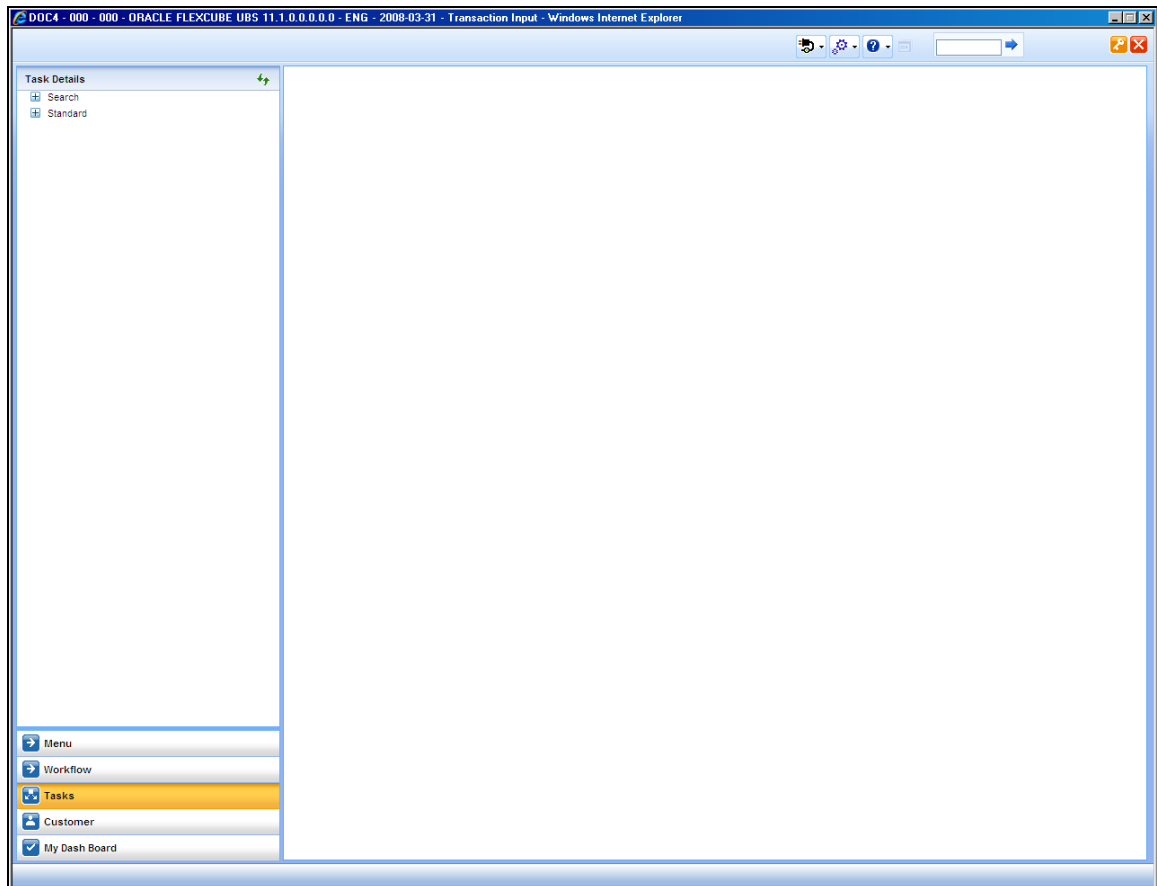 DOC4 - 000 - 000 - ORACLE FLEXCUBE UBS 11.1.0.0.0.0.0 - ENG - 2008-03-31 - Transaction Input - Windows Internet Explorer
Task Details
Search
Standard
Menu
Workflow
Tasks
Customer
My Dash Board